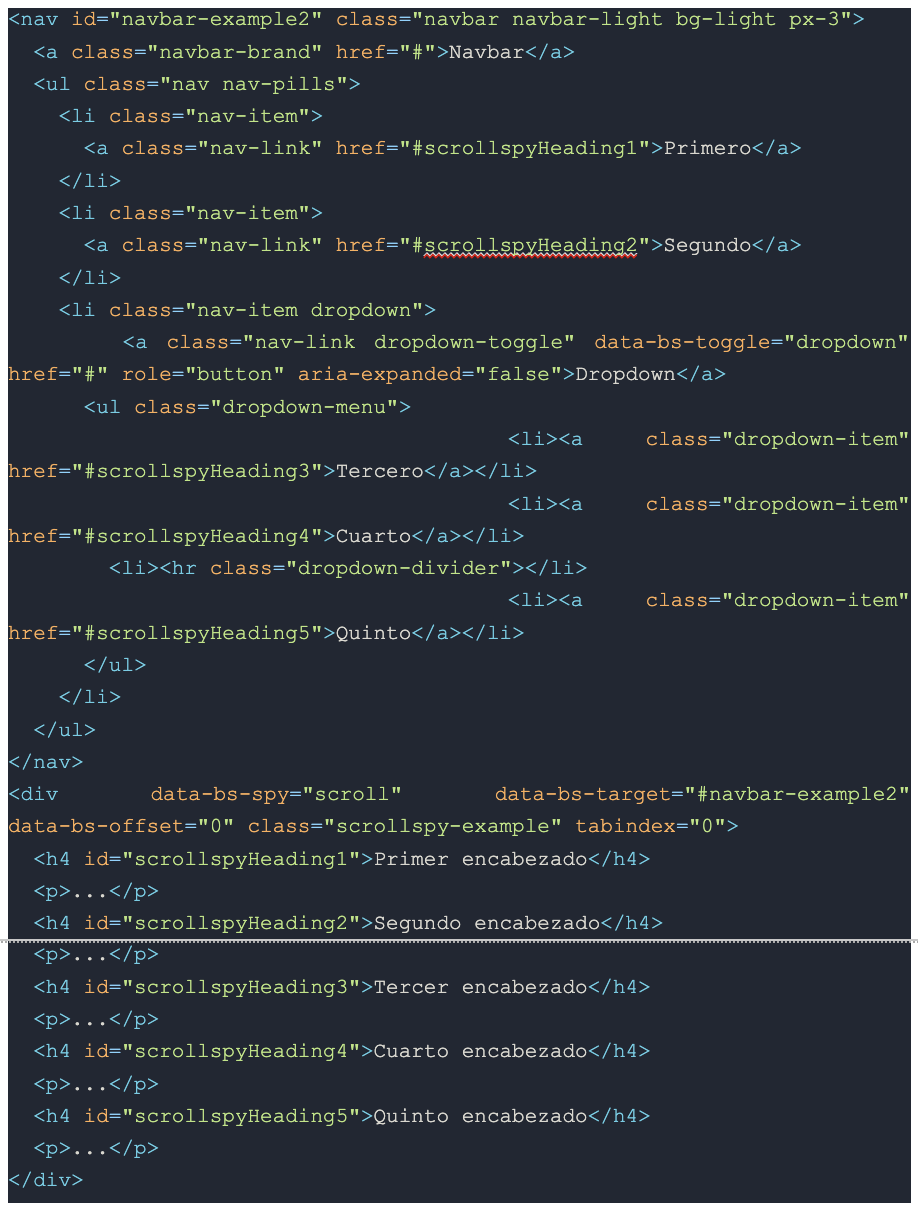 <nav id="navbar-example2" class="navbar navbar-light bg-light px-3">
  <a class="navbar-brand" href="#">Navbar</a>
  <ul class="nav nav-pills">
    <li class="nav-item">
      <a class="nav-link" href="#scrollspyHeading1">Primero</a>
    </li>
    <li class="nav-item">
      <a class="nav-link" href="#scrollspyHeading2">Segundo</a>
    </li>
    <li class="nav-item dropdown">
      <a class="nav-link dropdown-toggle" data-bs-toggle="dropdown"
href="#" role="button" aria-expanded="false">Dropdown</a>
      <ul class="dropdown-menu">
        <li><a class="dropdown-item"
href="#scrollspyHeading3">Tercero</a></li>
        <li><a class="dropdown-item"
href="#scrollspyHeading4">Cuarto</a></li>
        <li><hr class="dropdown-divider"></li>
        <li><a class="dropdown-item"
href="#scrollspyHeading5">Quinto</a></li>
      </ul>
    </li>
  </ul>
</nav>
<div data-bs-spy="scroll" data-bs-target="#navbar-example2"
data-bs-offset="0" class="scrollspy-example" tabindex="0">
  <h4 id="scrollspyHeading1">Primer encabezado</h4>
  <p>...</p>
  <h4 id="scrollspyHeading2">Segundo encabezado</h4>
  <p>...</p>
  <h4 id="scrollspyHeading3">Tercer encabezado</h4>
  <p>...</p>
  <h4 id="scrollspyHeading4">Cuarto encabezado</h4>
  <p>...</p>
  <h4 id="scrollspyHeading5">Quinto encabezado</h4>
  <p>...</p>
</div>